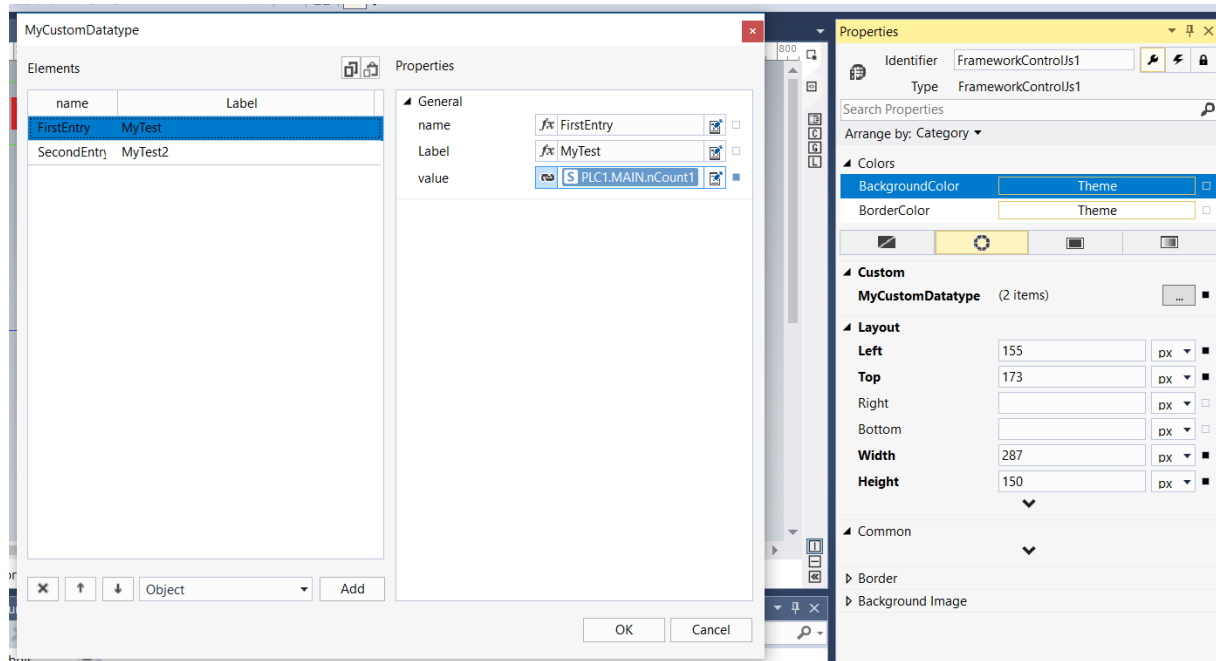 MyCustomDatatype
Elements
name Label
FirstEntry MyTest
SecondEntry MyTest2
Object Add
Properties
General
name fx FirstEntry
Label fx MyTest
value S PLC1.MAIN.nCount1
OK Cancel
800
C
G
L
Properties
Identifier FrameworkControlJs1
Type FrameworkControlJs1
Search Properties
Arrange by: Category
Colors
BackgroundColor Theme
BorderColor Theme
Custom
MyCustomDatatype (2 items) ...
Layout
Left 155 px
Top 173 px
Right px
Bottom px
Width 287 px
Height 150 px
Common
Border
Background Image